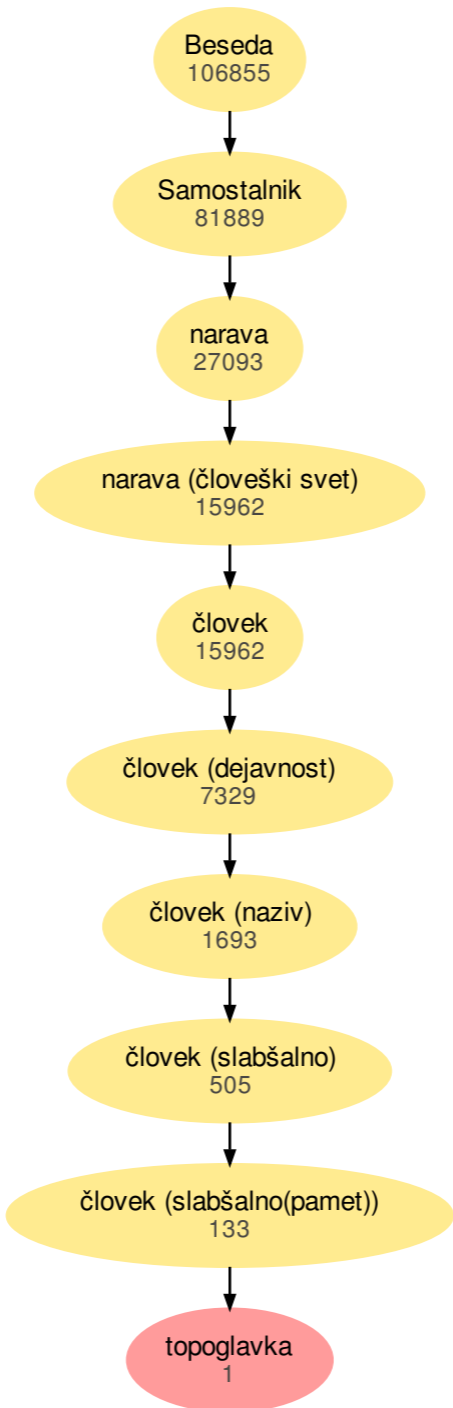 Beseda
106855
Samostalnik
81889
narava
27093
narava (človeški svet)
15962
človek
15962
človek (dejavnost)
7329
človek (naziv)
1693
človek (slabšalno)
505
človek (slabšalno(pamet))
133
topoglavka
1